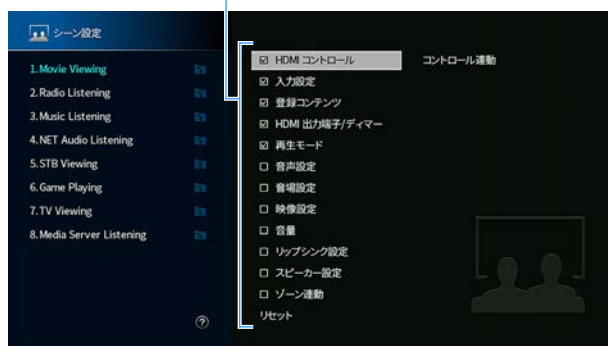 シーン設定
1.Movie Viewing
2.Radio Listening
3.Music Listening
4.NET Audio Listening
5.STB Viewing
6.Game Playing
7.TV Viewing
8.Media Server Listening
?
HDMI コントロール コントロール連動
入力設定
登録コンテンツ
HDMI 出力端子/ディマー
再生モード
音声設定
音場設定
映像設定
音量
リップシンク設定
スピーカー設定
ゾーン連動
リセット